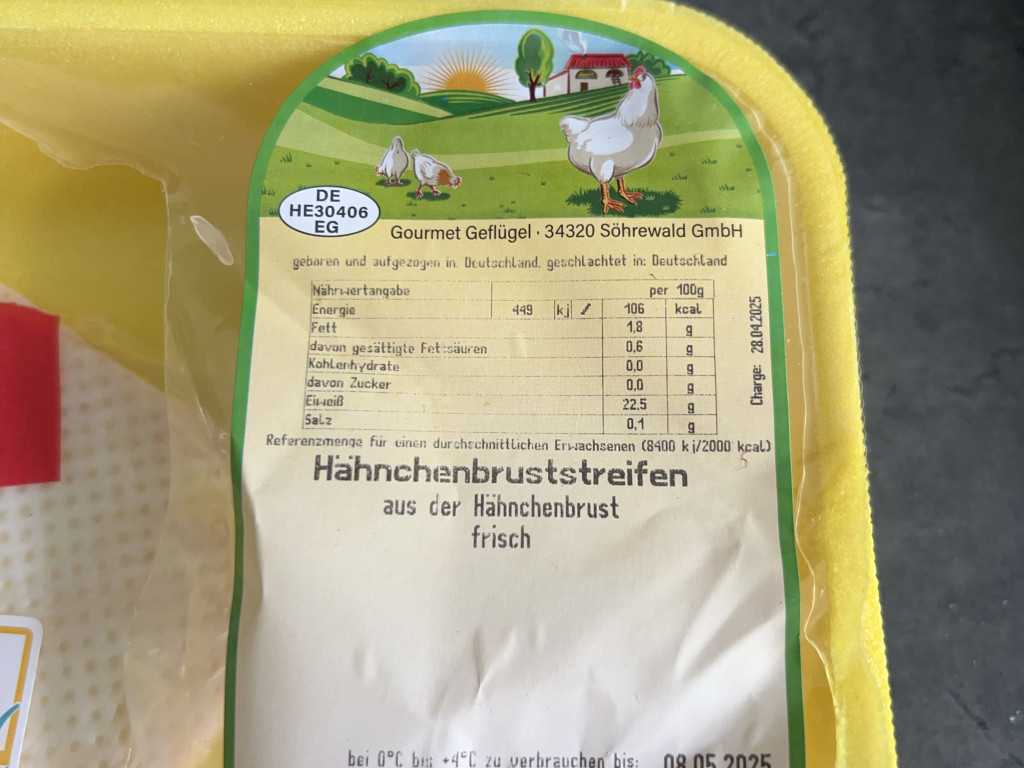 DE
HE30406
EG
Gourmet Geflügel · 34320 Söhrewald GmbH
geboren und aufgezogen in: Deutschland, geschlachtet in: Deutschland
Nährwertangabe per 100g
Energie 449 kj / 106 kcal
Fett 1,8 g
davon gesättigte Fettsäuren 0,6 g
Kohlenhydrate 0,0 g
davon Zucker 0,0 g
Eiweiß 22,5 g
Salz 0,1 g
Charge: 28.04.2025
Referenzmenge für einen durchschnittlichen Erwachsenen (8400 kj/2000 kcal)
Hähnchenbruststreifen
aus der Hähnchenbrust
frisch
bei 0°C bis +4°C zu verbrauchen bis: 08.05.2025